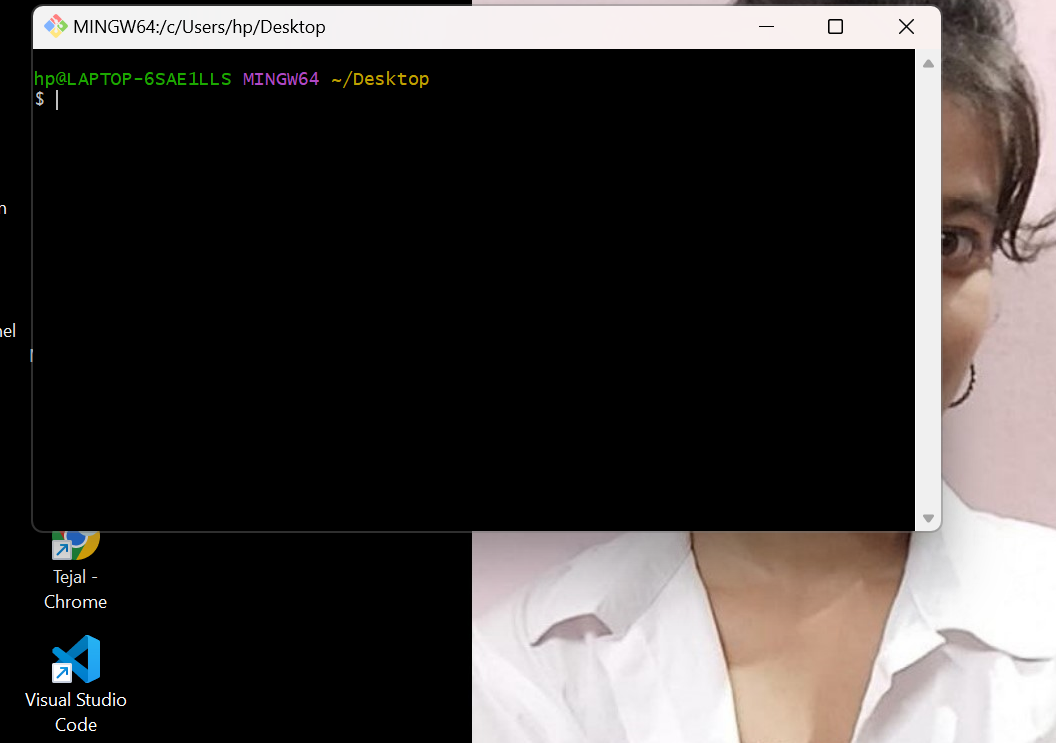 MINGW64:/c/Users/hp/Desktop
hp@LAPTOP-6SAE1LLS MINGW64 ~/Desktop
$
Tejal -
Chrome
Visual Studio
Code